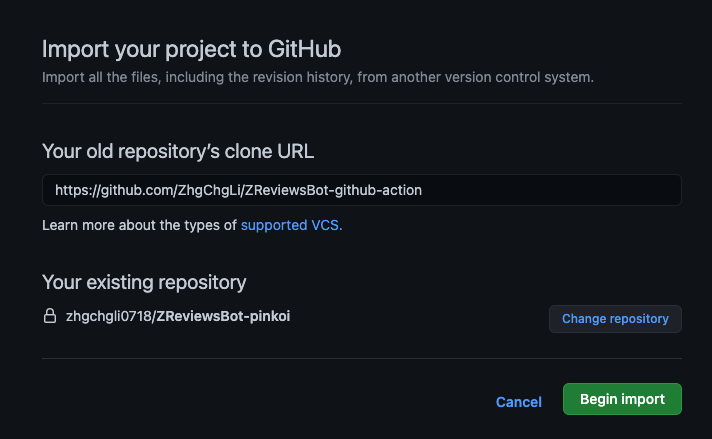 Import your project to GitHub
Import all the files, including the revision history, from another version control system.
Your old repository's clone URL
https://github.com/ZhgChgLi/ZReviewsBot-github-action
Learn more about the types of supported VCS.
Your existing repository
zhgchgli0718/ZReviewsBot-pinkoi
Change repository
Cancel
Begin import